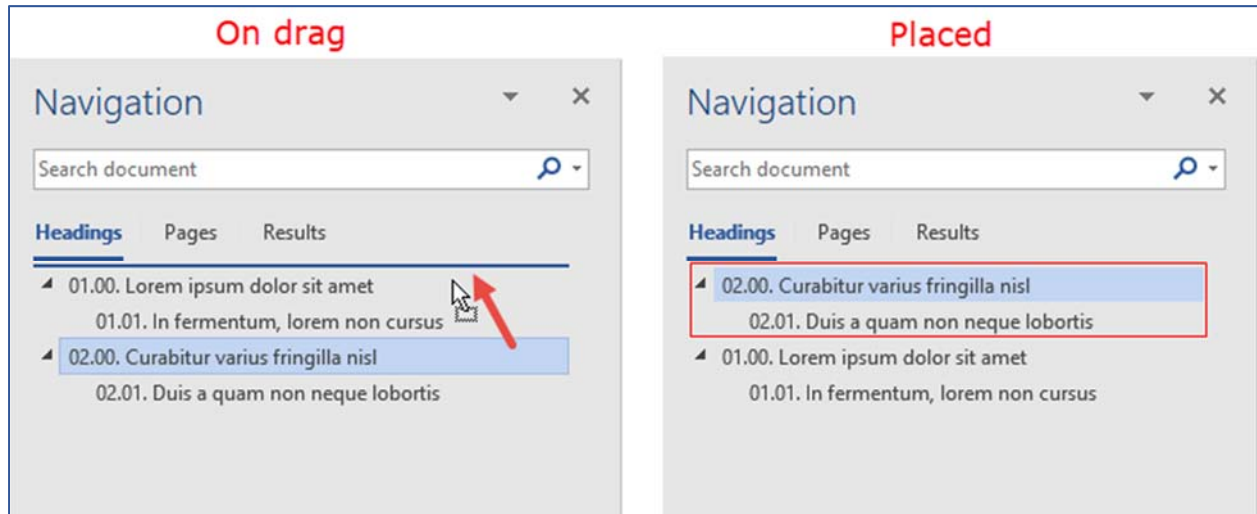 On drag
Navigation
Search document
Headings Pages Results
01.00. Lorem ipsum dolor sit amet
01.01. In fermentum, lorem non cursus
02.00. Curabitur varius fringilla nisl
02.01. Duis a quam non neque lobortis
Placed
Navigation
Search document
Headings Pages Results
02.00. Curabitur varius fringilla nisl
02.01. Duis a quam non neque lobortis
01.00. Lorem ipsum dolor sit amet
01.01. In fermentum, lorem non cursus